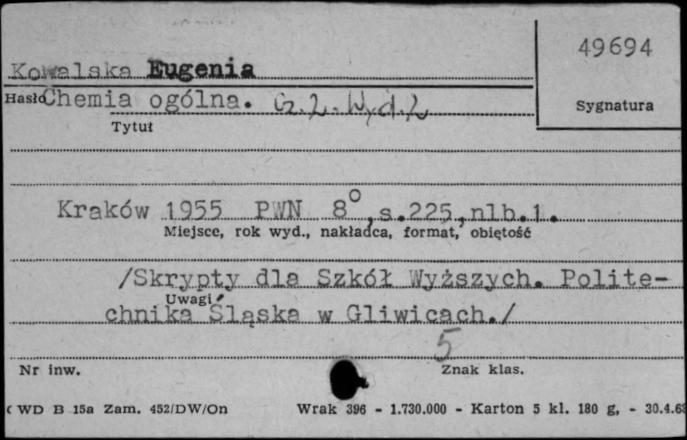 49694
Kowalska Eugenia
Hasło Chemia ogólna. Cz.2. Wyd.2
Sygnatura
Tytuł
Kraków 1955 PWN 8°, s.225, nlb.1.
Miejsce, rok wyd., nakładca, format, objętość
/Skrypty dla Szkół Wyższych. Polite-
Uwagi
chnika Śląska w Gliwicach./
5
Nr inw. Znak klas.
WD B 15a Zam. 452/DW/On Wrak 396 - 1.730.000 - Karton 5 kl. 180 g, - 30.4.68